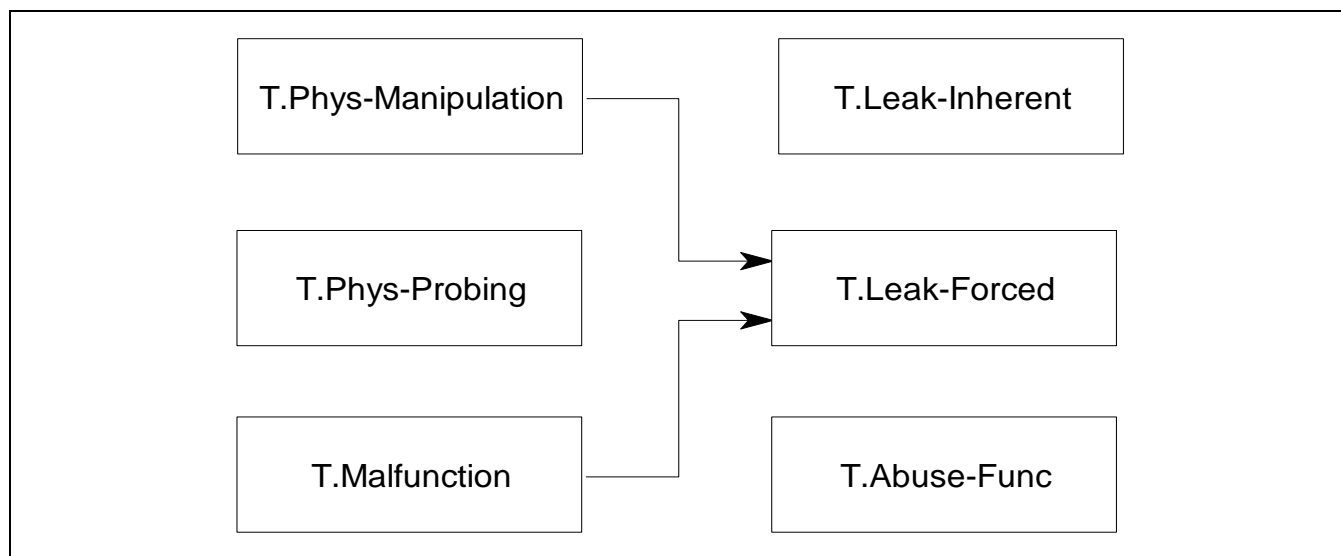 T.Phys-Manipulation
T.Leak-Inherent
T.Phys-Probing
T.Leak-Forced
T.Malfunction
T.Abuse-Func